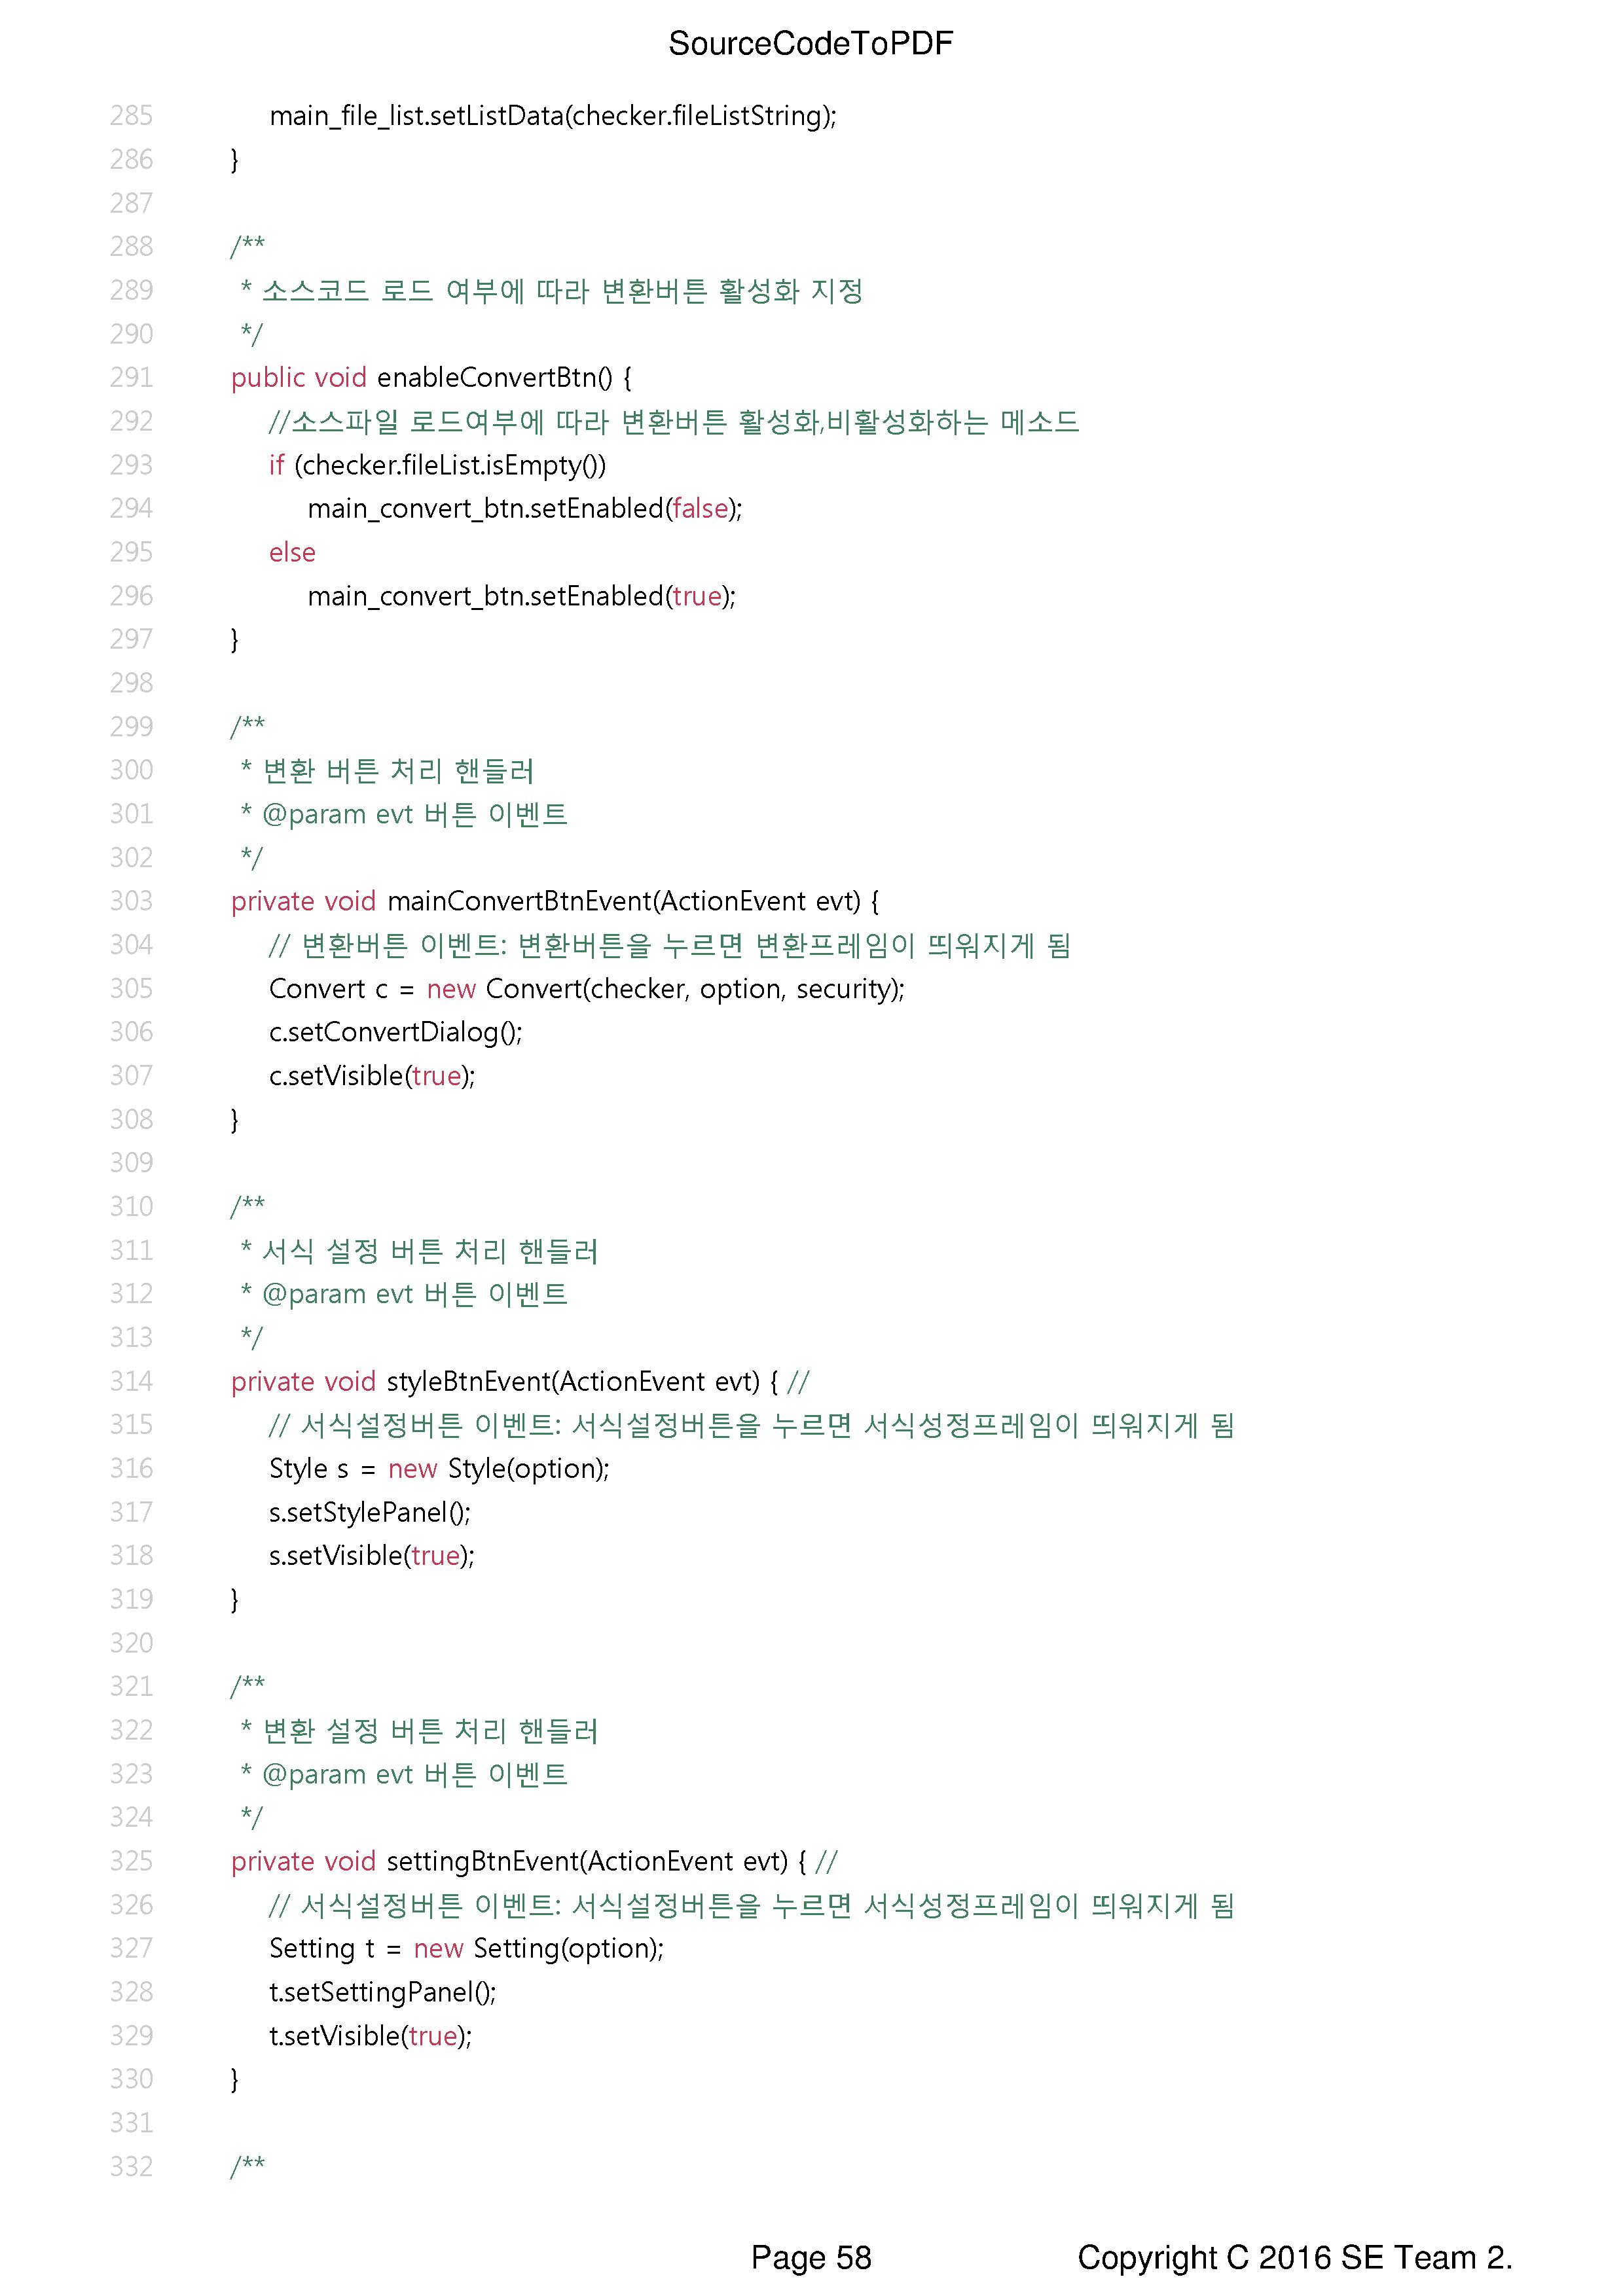 SourceCodeToPDF
285 main_file_list.setListData(checker.fileListString);
286 }
287
288 /**
289 * 소스코드 로드 여부에 따라 변환버튼 활성화 지정
290 */
291 public void enableConvertBtn() {
292 //소스파일 로드여부에 따라 변환버튼 활성화,비활성화하는 메소드
293 if (checker.fileList.isEmpty())
294 main_convert_btn.setEnabled(false);
295 else
296 main_convert_btn.setEnabled(true);
297 }
298
299 /**
300 * 변환 버튼 처리 핸들러
301 * @param evt 버튼 이벤트
302 */
303 private void mainConvertBtnEvent(ActionEvent evt) {
304 // 변환버튼 이벤트: 변환버튼을 누르면 변환프레임이 띄워지게 됨
305 Convert c = new Convert(checker, option, security);
306 c.setConvertDialog();
307 c.setVisible(true);
308 }
309
310 /**
311 * 서식 설정 버튼 처리 핸들러
312 * @param evt 버튼 이벤트
313 */
314 private void styleBtnEvent(ActionEvent evt) { //
315 // 서식설정버튼 이벤트: 서식설정버튼을 누르면 서식성정프레임이 띄워지게 됨
316 Style s = new Style(option);
317 s.setStylePanel();
318 s.setVisible(true);
319 }
320
321 /**
322 * 변환 설정 버튼 처리 핸들러
323 * @param evt 버튼 이벤트
324 */
325 private void settingBtnEvent(ActionEvent evt) { //
326 // 서식설정버튼 이벤트: 서식설정버튼을 누르면 서식성정프레임이 띄워지게 됨
327 Setting t = new Setting(option);
328 t.setSettingPanel();
329 t.setVisible(true);
330 }
331
332 /**
Page 58 Copyright C 2016 SE Team 2.